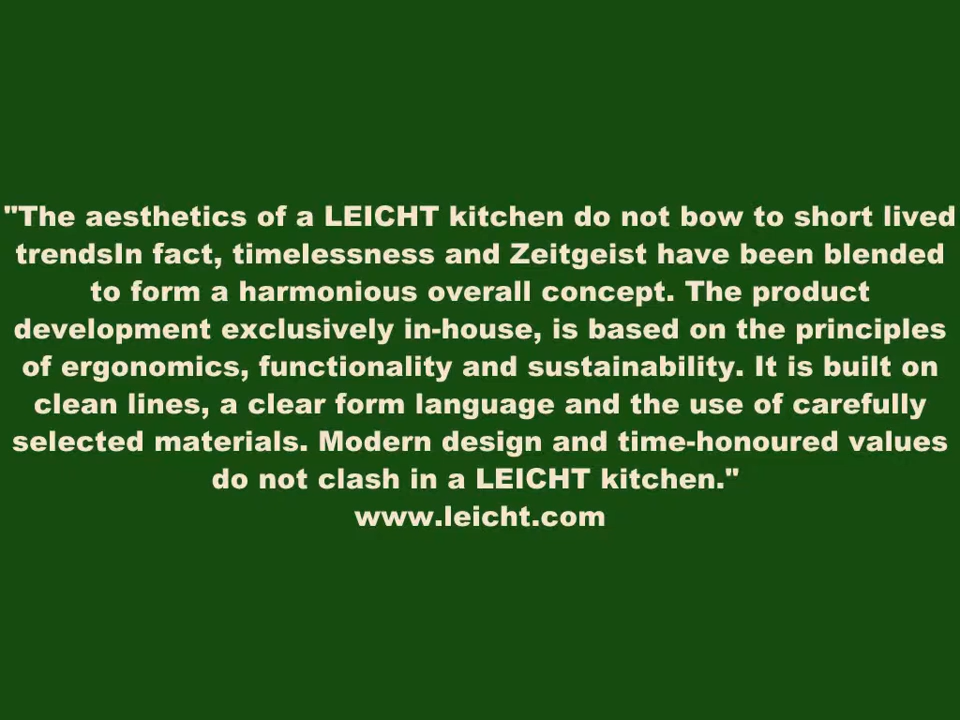 "The aesthetics of a LEICHT kitchen do not bow to short lived
trendsIn fact, timelessness and Zeitgeist have been blended
to form a harmonious overall concept. The product
development exclusively in-house, is based on the principles
of ergonomics, functionality and sustainability. It is built on
clean lines, a clear form language and the use of carefully
selected materials. Modern design and time-honoured values
do not clash in a LEICHT kitchen."
www.leicht.com